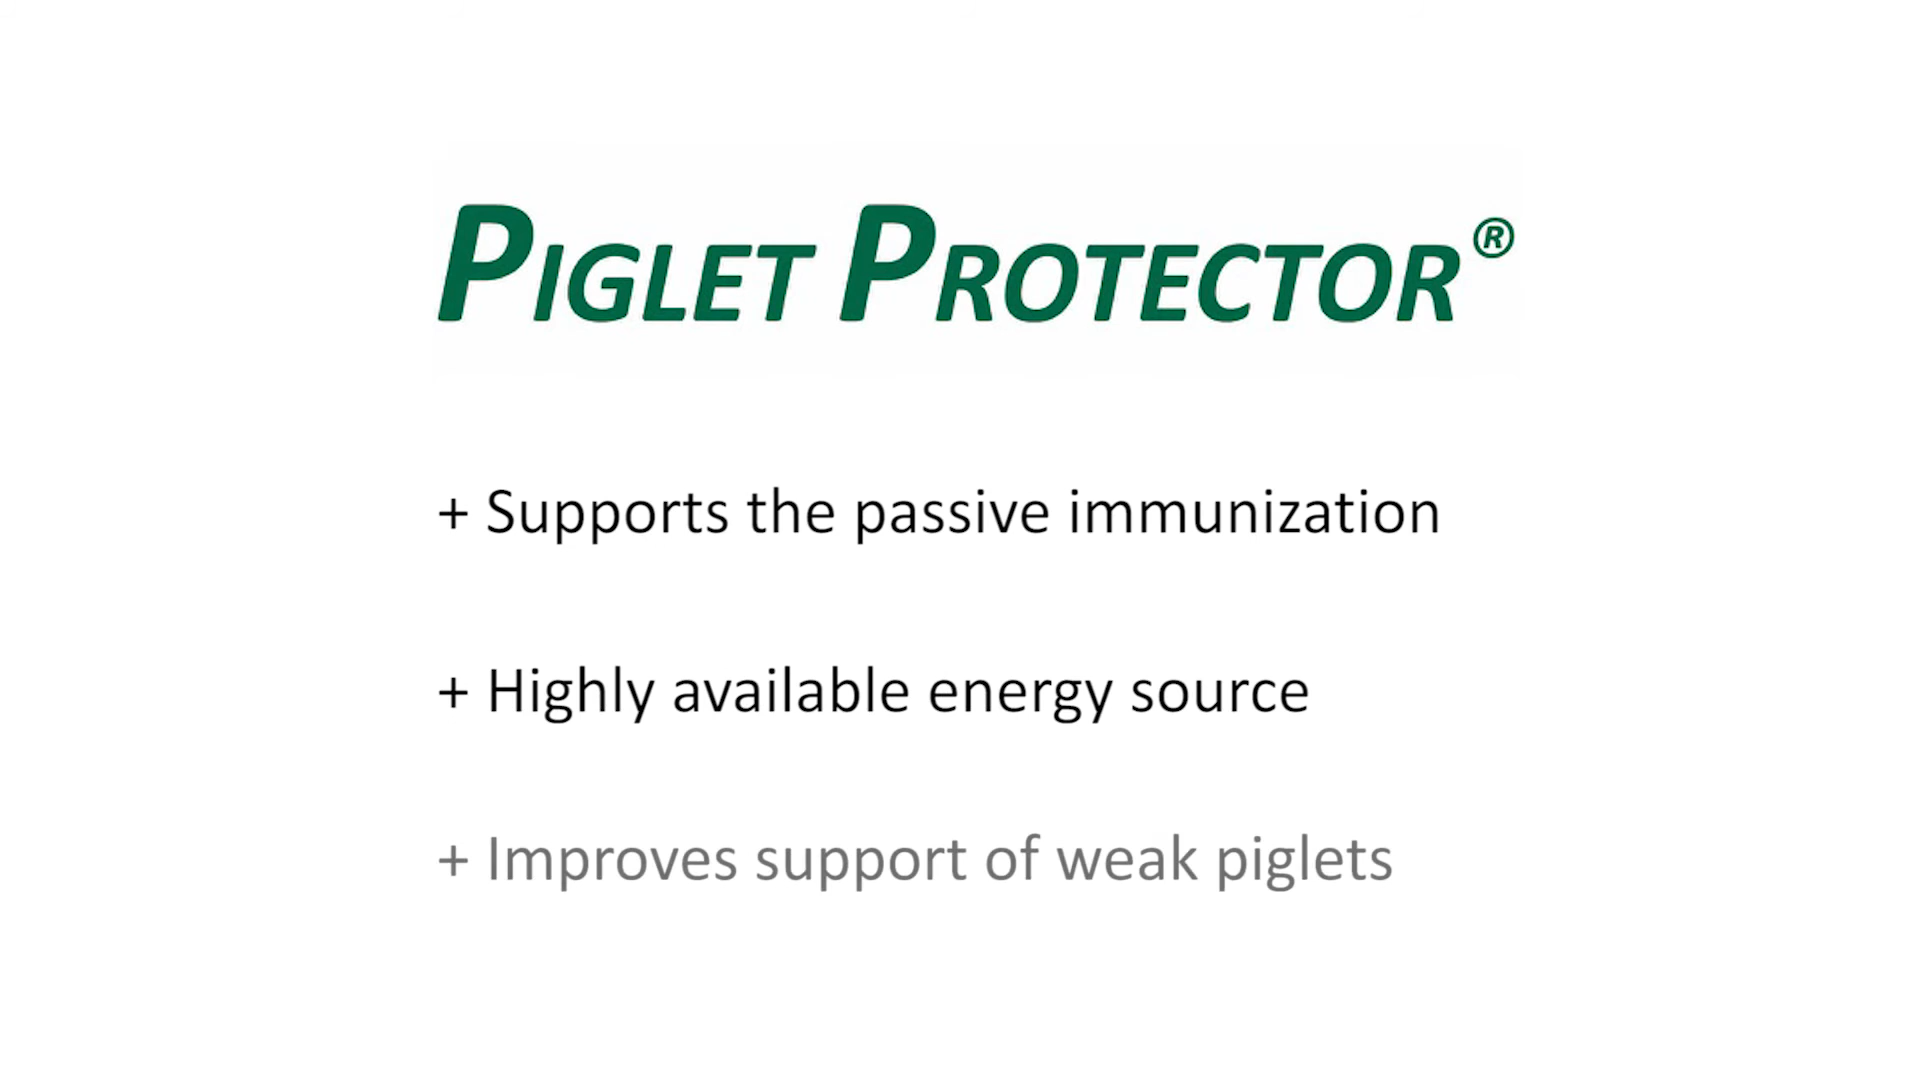 PIGLET PROTECTOR®
+ Supports the passive immunization
+ Highly available energy source
+ Improves support of weak piglets